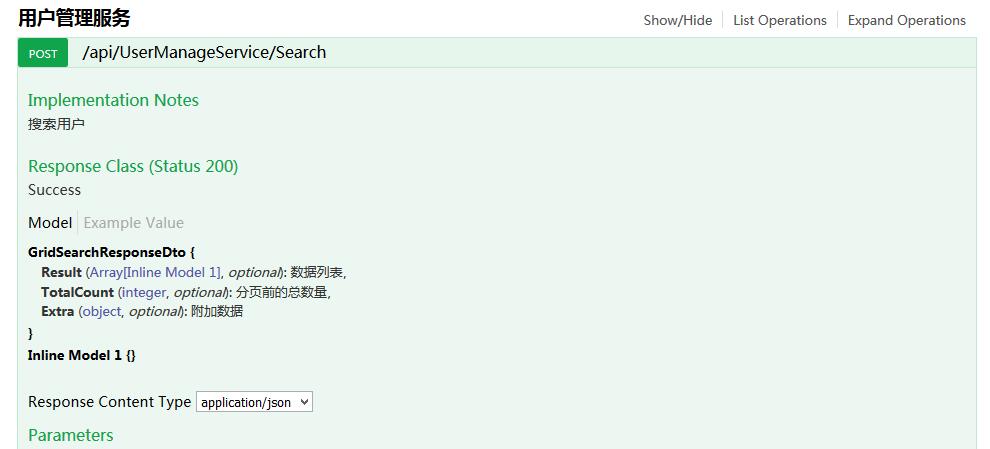 用户管理服务
Show/Hide List Operations Expand Operations
POST /api/UserManageService/Search
Implementation Notes
搜索用户
Response Class (Status 200)
Success
Model Example Value
GridSearchResponseDto {
Result (Array[Inline Model 1], optional): 数据列表,
TotalCount (integer, optional): 分页前的总数量,
Extra (object, optional): 附加数据
}
Inline Model 1 {}
Response Content Type application/json
Parameters